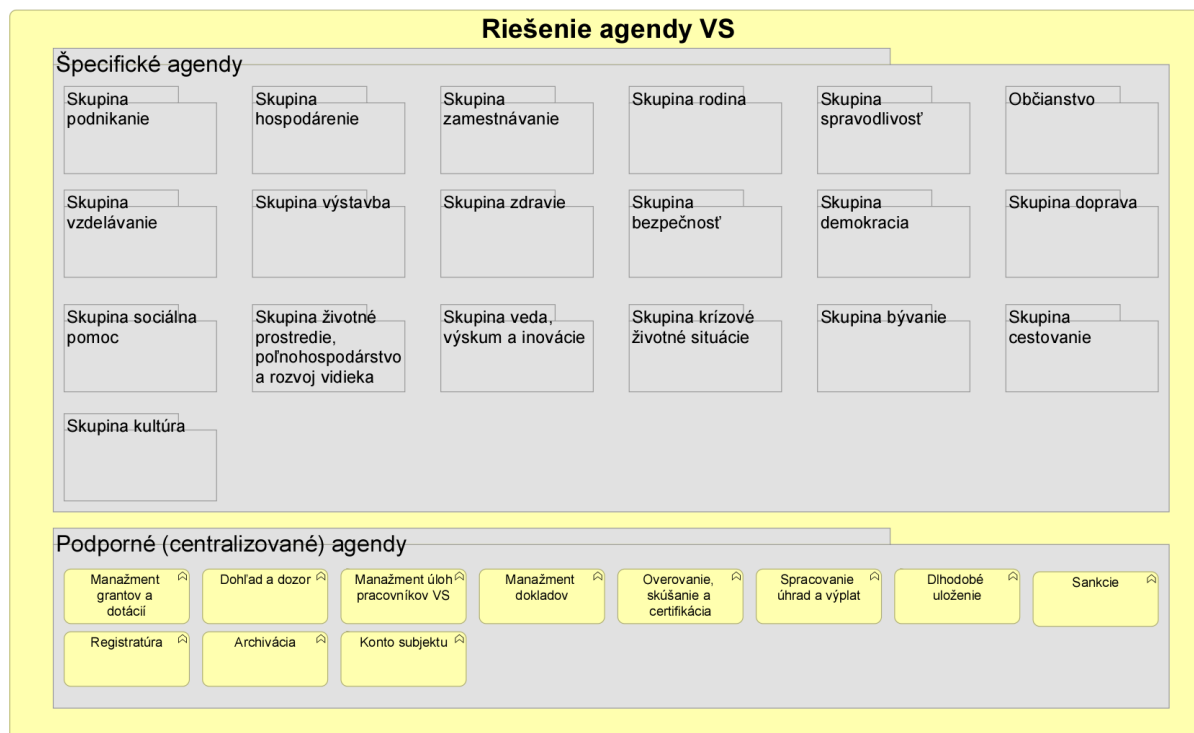 Riešenie agendy VS
Špecifické agendy
Skupina
podnikanie
Skupina
hospodárenie
Skupina
zamestnávanie
Skupina rodina
Skupina
spravodlivosť
Občianstvo
Skupina
vzdelávanie
Skupina výstavba
Skupina zdravie
Skupina
bezpečnosť
Skupina
demokracia
Skupina doprava
Skupina sociálna
pomoc
Skupina životné
prostredie,
poľnohospodárstvo
a rozvoj vidieka
Skupina veda,
výskum a inovácie
Skupina krízové
životné situácie
Skupina bývanie
Skupina
cestovanie
Skupina kultúra
Podporné (centralizované) agendy
Manažment
grantov a
dotácií
Dohľad a dozor
Manažment úloh
pracovníkov VS
Manažment
dokladov
Overovanie,
skúšanie a
certifikácia
Spracovanie
úhrad a výplat
Dlhodobé
uloženie
Sankcie
Registratúra
Archivácia
Konto subjektu